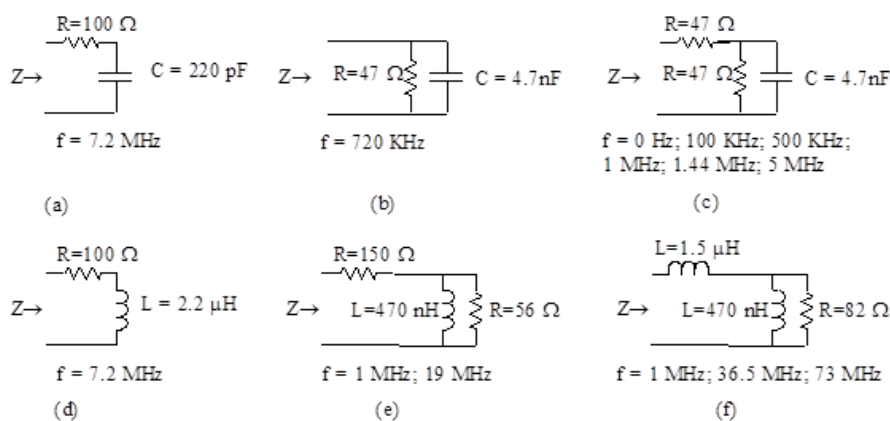 R=100 Ω
Z→
C = 220 pF
f = 7.2 MHz
(a)
Z→
R=47 Ω
C = 4.7nF
f = 720 KHz
(b)
R=47 Ω
Z→
R=47 Ω
C = 4.7nF
f = 0 Hz; 100 KHz; 500 KHz;
1 MHz; 1.44 MHz; 5 MHz
(c)
R=100 Ω
Z→
L = 2.2 μH
f = 7.2 MHz
(d)
R=150 Ω
Z→
L=470 nH
R=56 Ω
f = 1 MHz; 19 MHz
(e)
L=1.5 μH
Z→
L=470 nH
R=82 Ω
f = 1 MHz; 36.5 MHz; 73 MHz
(f)